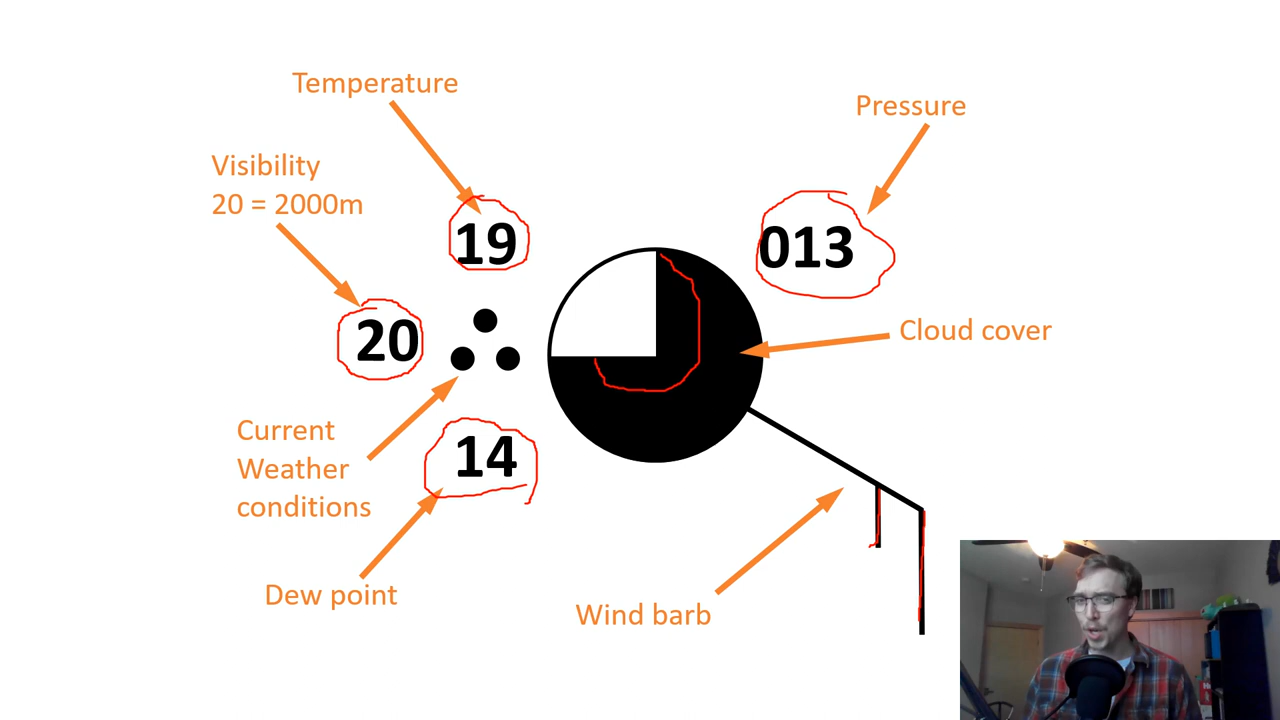 Temperature
Pressure
Visibility
20 = 2000m
19
013
20
Cloud cover
Current
Weather
conditions
14
Dew point
Wind barb